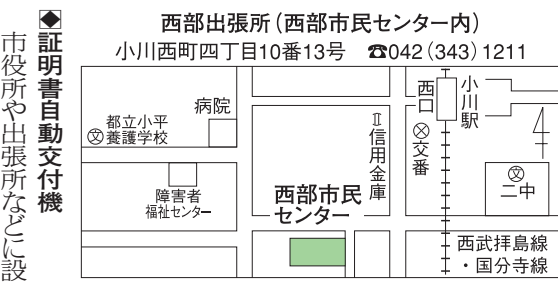 西部出張所（西部市民センター内）
小川西町四丁目10番13号　☎042（343）1211
◆証明書自動交付機
市役所や出張所などに設
病院
都立小平
養護学校
文
障害者
福祉センター
西部市民
センター
信用金庫
西口
交番
小川駅
文
二中
西武拝島線
・国分寺線